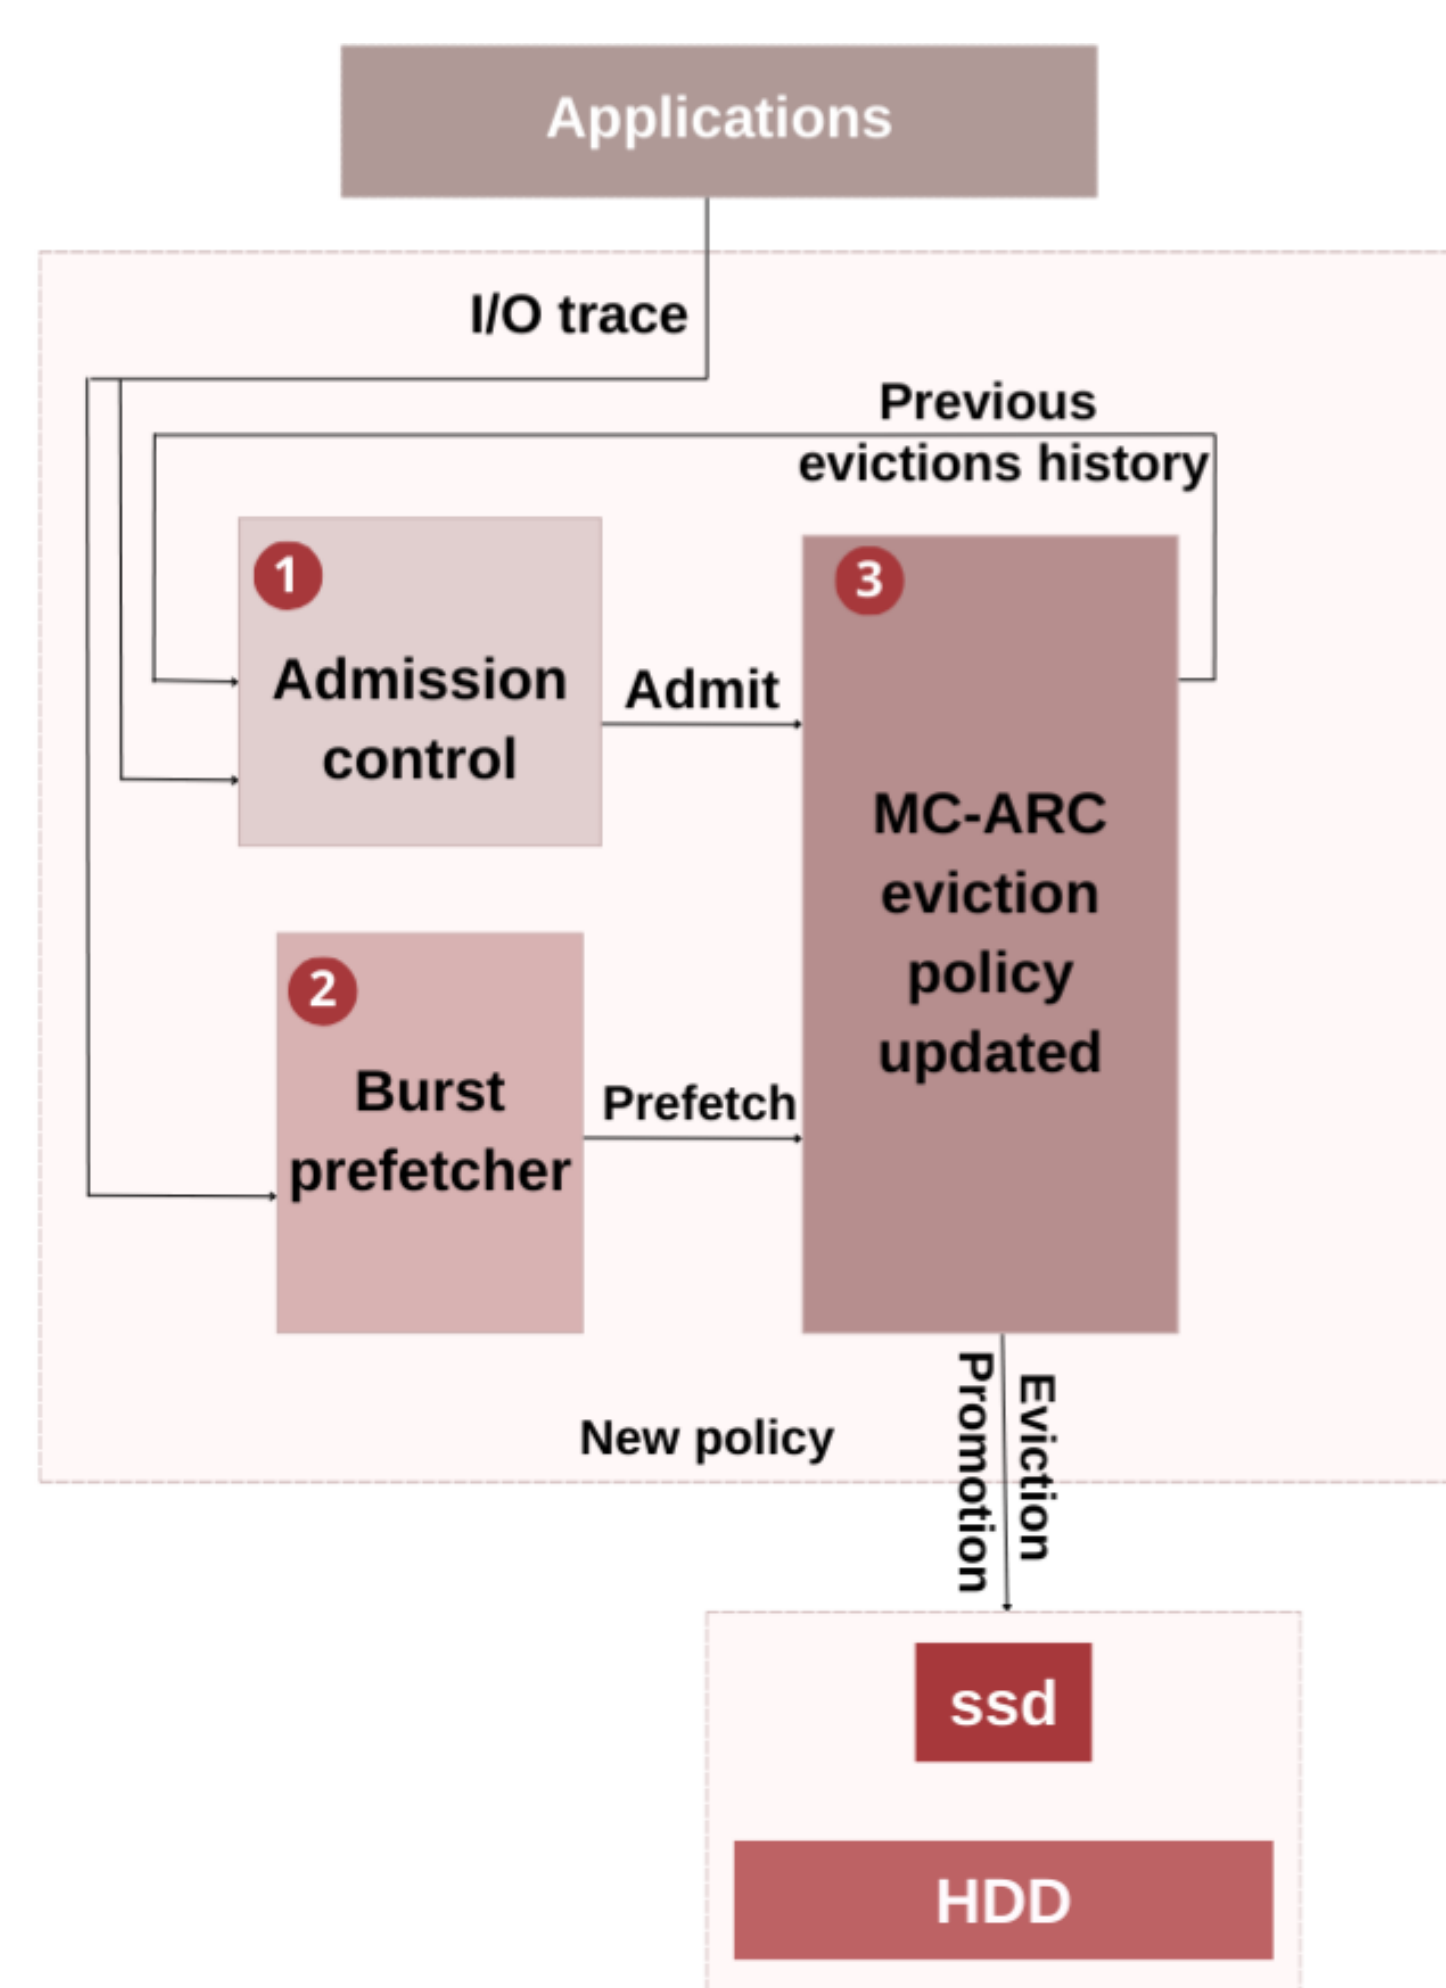 Applications
I/O trace
Previous
evictions history
1
Admission
control
Admit
3
MC-ARC
eviction
policy
updated
2
Burst
prefetcher
Prefetch
New policy
Promotion
Eviction
ssd
HDD